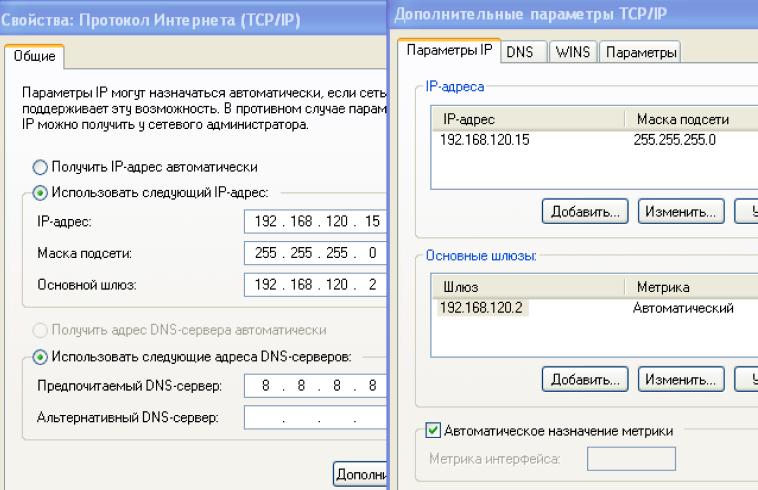 Свойства: Протокол Интернета (TCP/IP)
Общие
Параметры IP могут назначаться автоматически, если сеть
поддерживает эту возможность. В противном случае парам
IP можно получить у сетевого администратора.
Получить IP-адрес автоматически
Использовать следующий IP-адрес:
IP-адрес: 192 . 168 . 120 . 15
Маска подсети: 255 . 255 . 255 . 0
Основной шлюз: 192 . 168 . 120 . 2
Получить адрес DNS-сервера автоматически
Использовать следующие адреса DNS-серверов:
Предпочитаемый DNS-сервер: 8 . 8 . 8 . 8
Альтернативный DNS-сервер: . . .
Дополни
Дополнительные параметры TCP/IP
Параметры IP DNS WINS Параметры
IP-адреса
IP-адрес Маска подсети
192.168.120.15 255.255.255.0
Добавить... Изменить... У
Основные шлюзы:
Шлюз Метрика
192.168.120.2 Автоматический
Добавить... Изменить... У
Автоматическое назначение метрики
Метрика интерфейса: